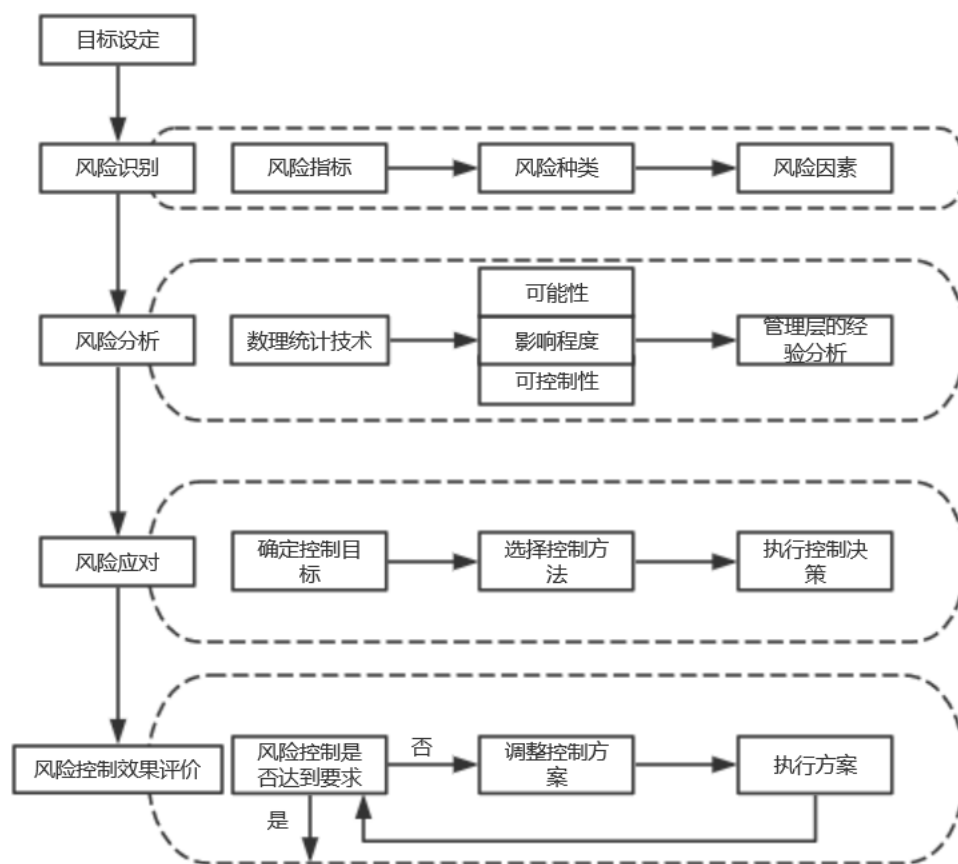 目标设定
风险识别
风险指标
风险种类
风险因素
风险分析
数理统计技术
可能性
影响程度
可控制性
管理层的经
验分析
风险应对
确定控制目
标
选择控制方
法
执行控制决
策
风险控制效果评价
风险控制是
否达到要求
否
调整控制方
案
执行方案
是